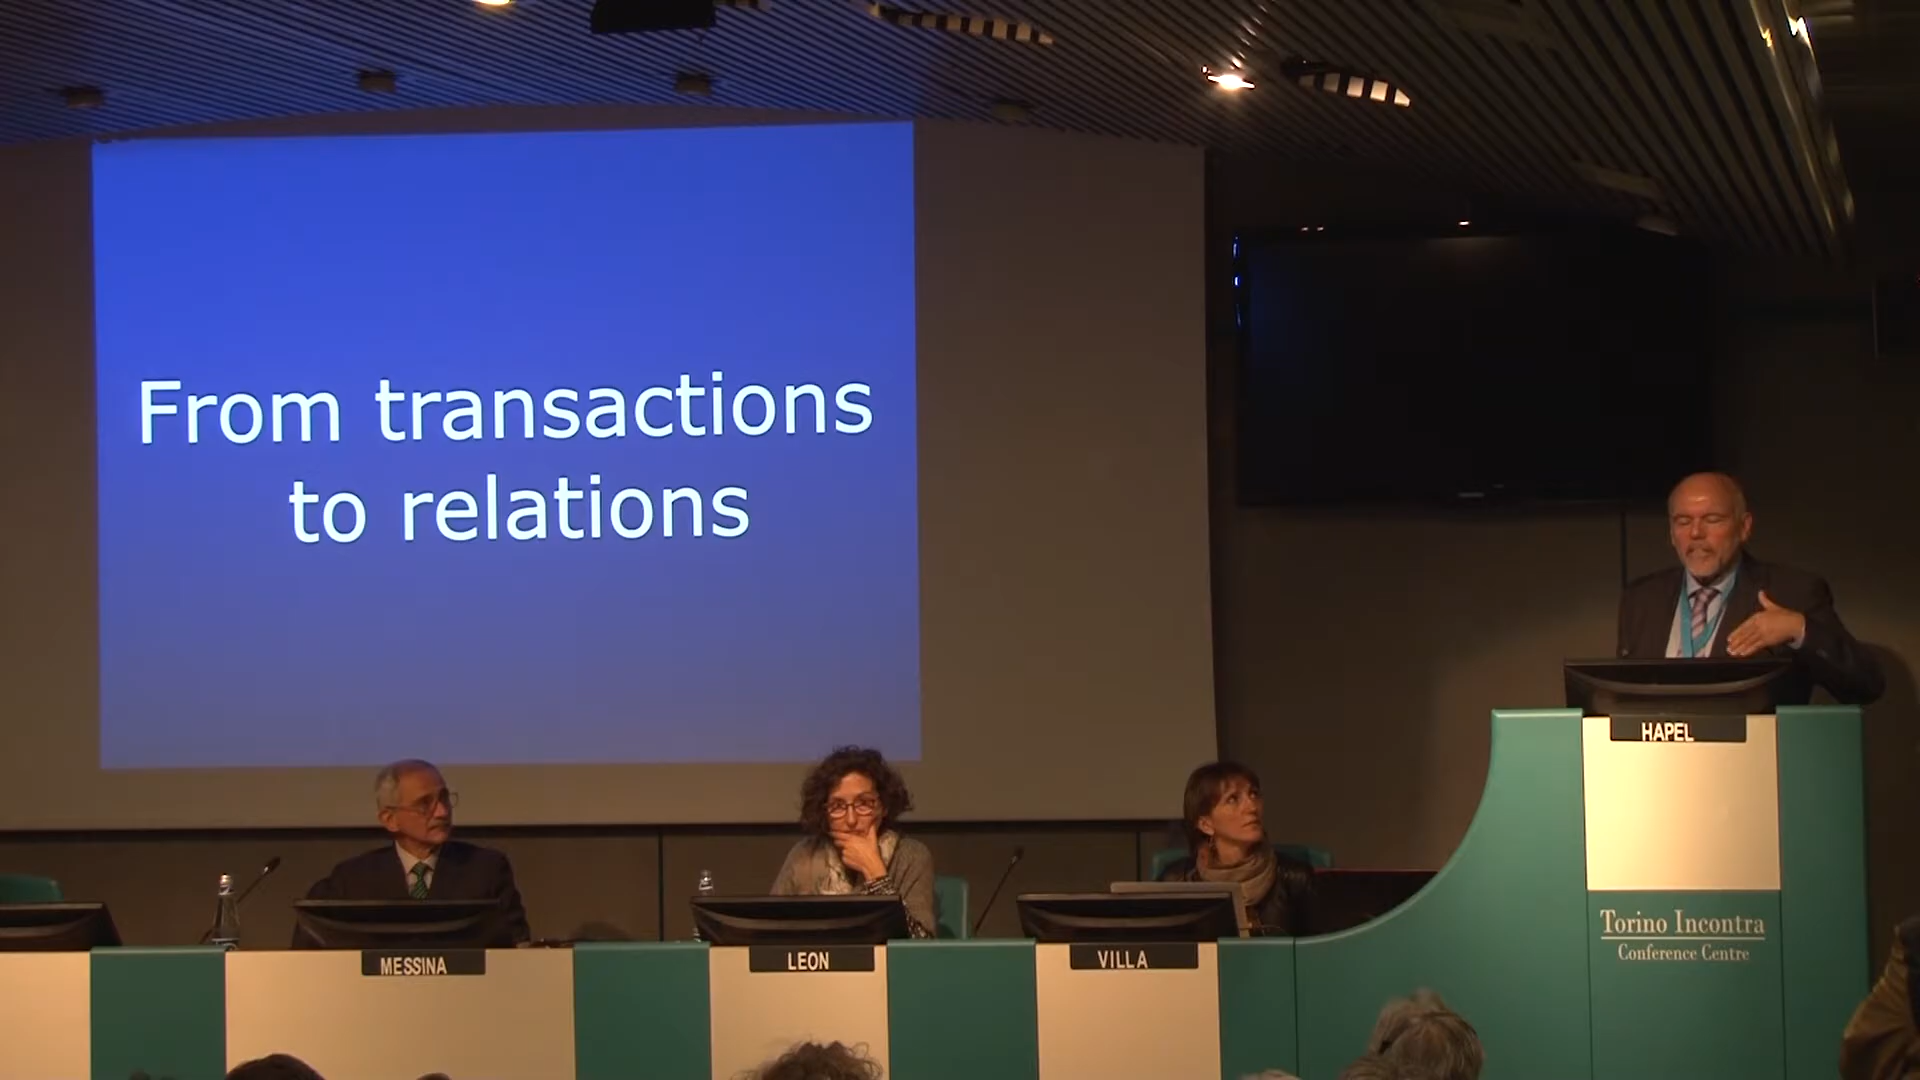 From transactions
to relations
HAPEL
Torino Incontra
Conference Centre
MESSINA
LEON
VILLA